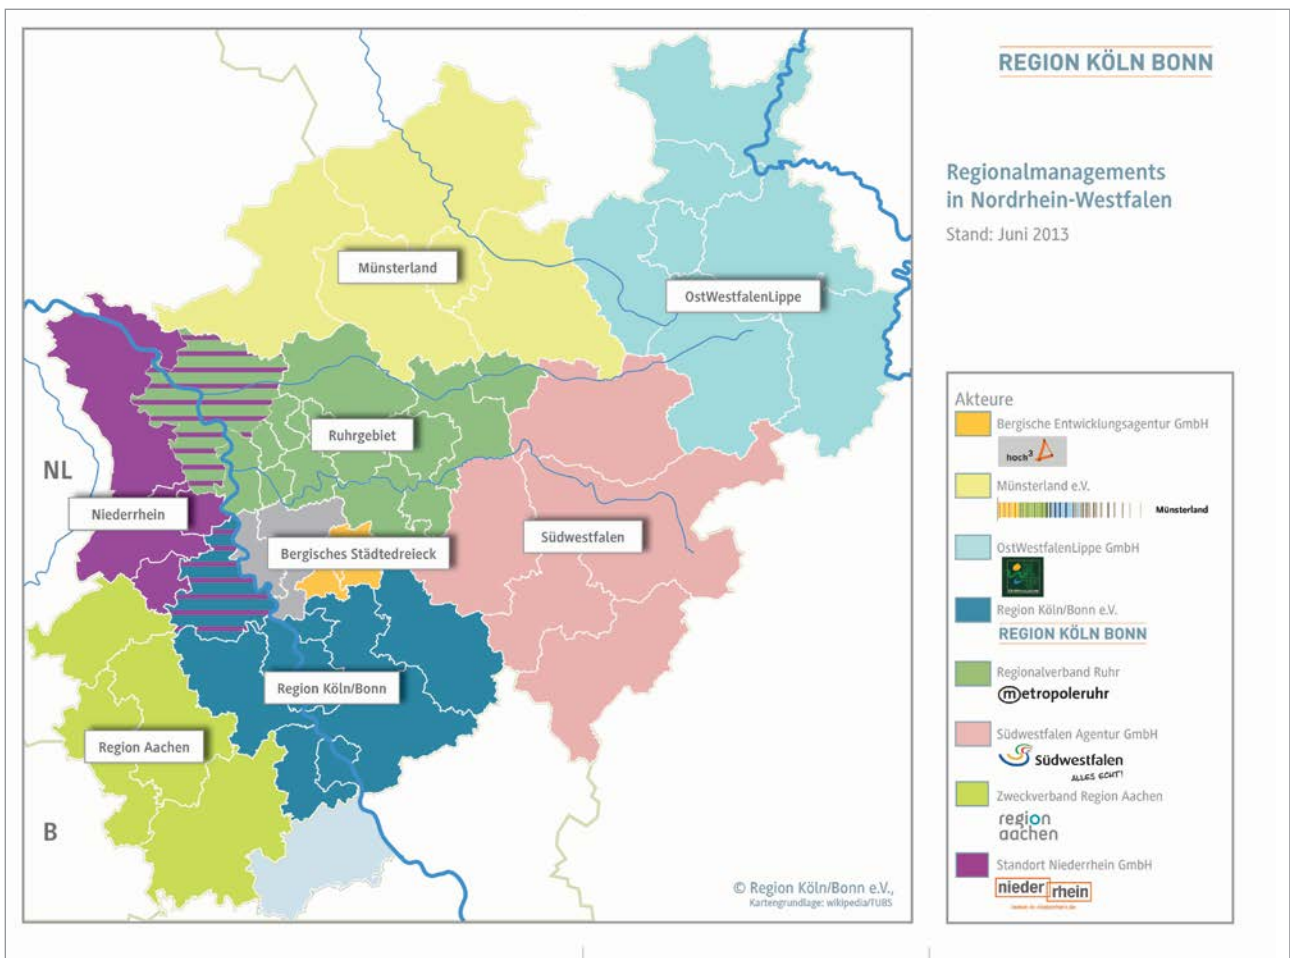 REGION KÖLN BONN
Regionalmanagements
in Nordrhein-Westfalen
Stand: Juni 2013
Münsterland
OstWestfalenLippe
Ruhrgebiet
NL
Niederrhein
Bergisches Städtedreieck
Südwestfalen
Region Köln/Bonn
Region Aachen
B
© Region Köln/Bonn e.V.,
Kartengrundlage: wikipedia/TUBS
Akteure
Bergische Entwicklungsagentur GmbH
hoch³
Münsterland e.V.
Münsterland
OstWestfalenLippe GmbH
Region Köln/Bonn e.V.
REGION KÖLN BONN
Regionalverband Ruhr
metropoleruhr
Südwestfalen Agentur GmbH
Südwestfalen
ALLES ECHT!
Zweckverband Region Aachen
region
aachen
Standort Niederrhein GmbH
nieder rhein